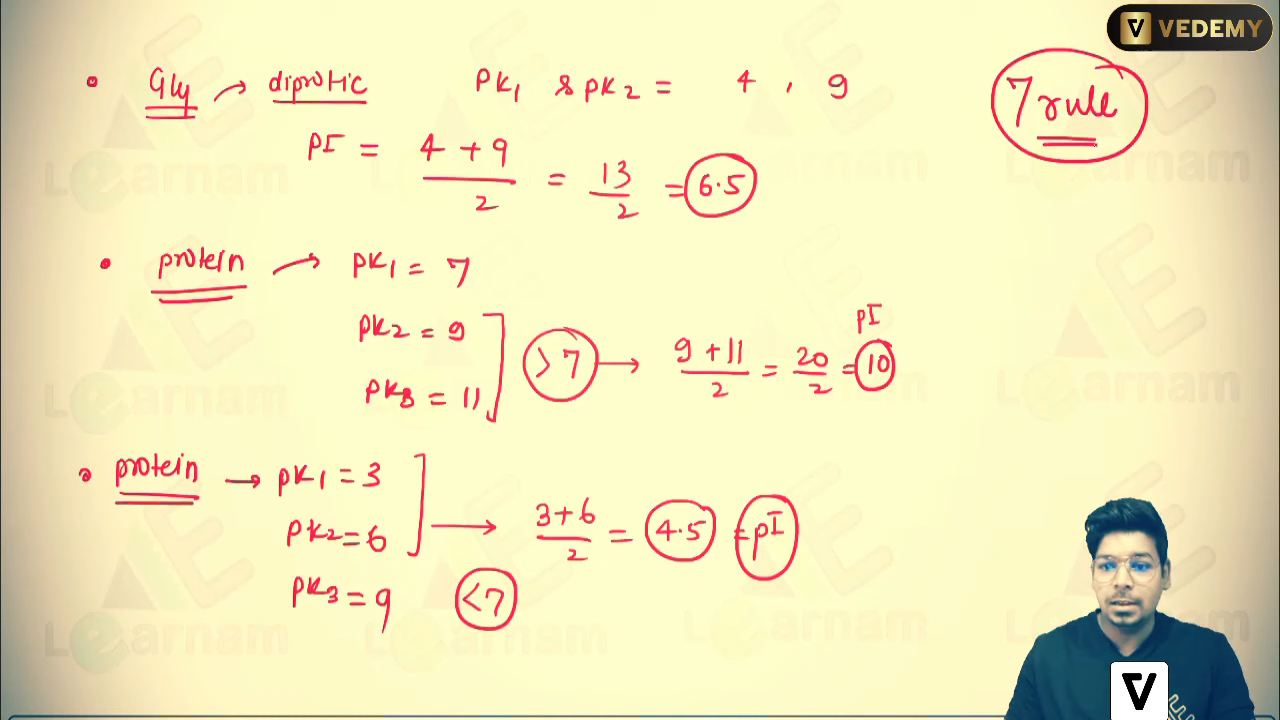 VEDEMY
• Gly → diprotic pK1 & pK2 = 4 , 9
7 rule
pI = 4 + 9 / 2 = 13 / 2 = 6.5
• protein → pK1 = 7
pK2 = 9
pK3 = 11
> 7 → 9 + 11 / 2 = 20 / 2 = 10
pI
• protein → pK1 = 3
pK2 = 6
→ 3 + 6 / 2 = 4.5 = pI
pK3 = 9 < 7
Learnam